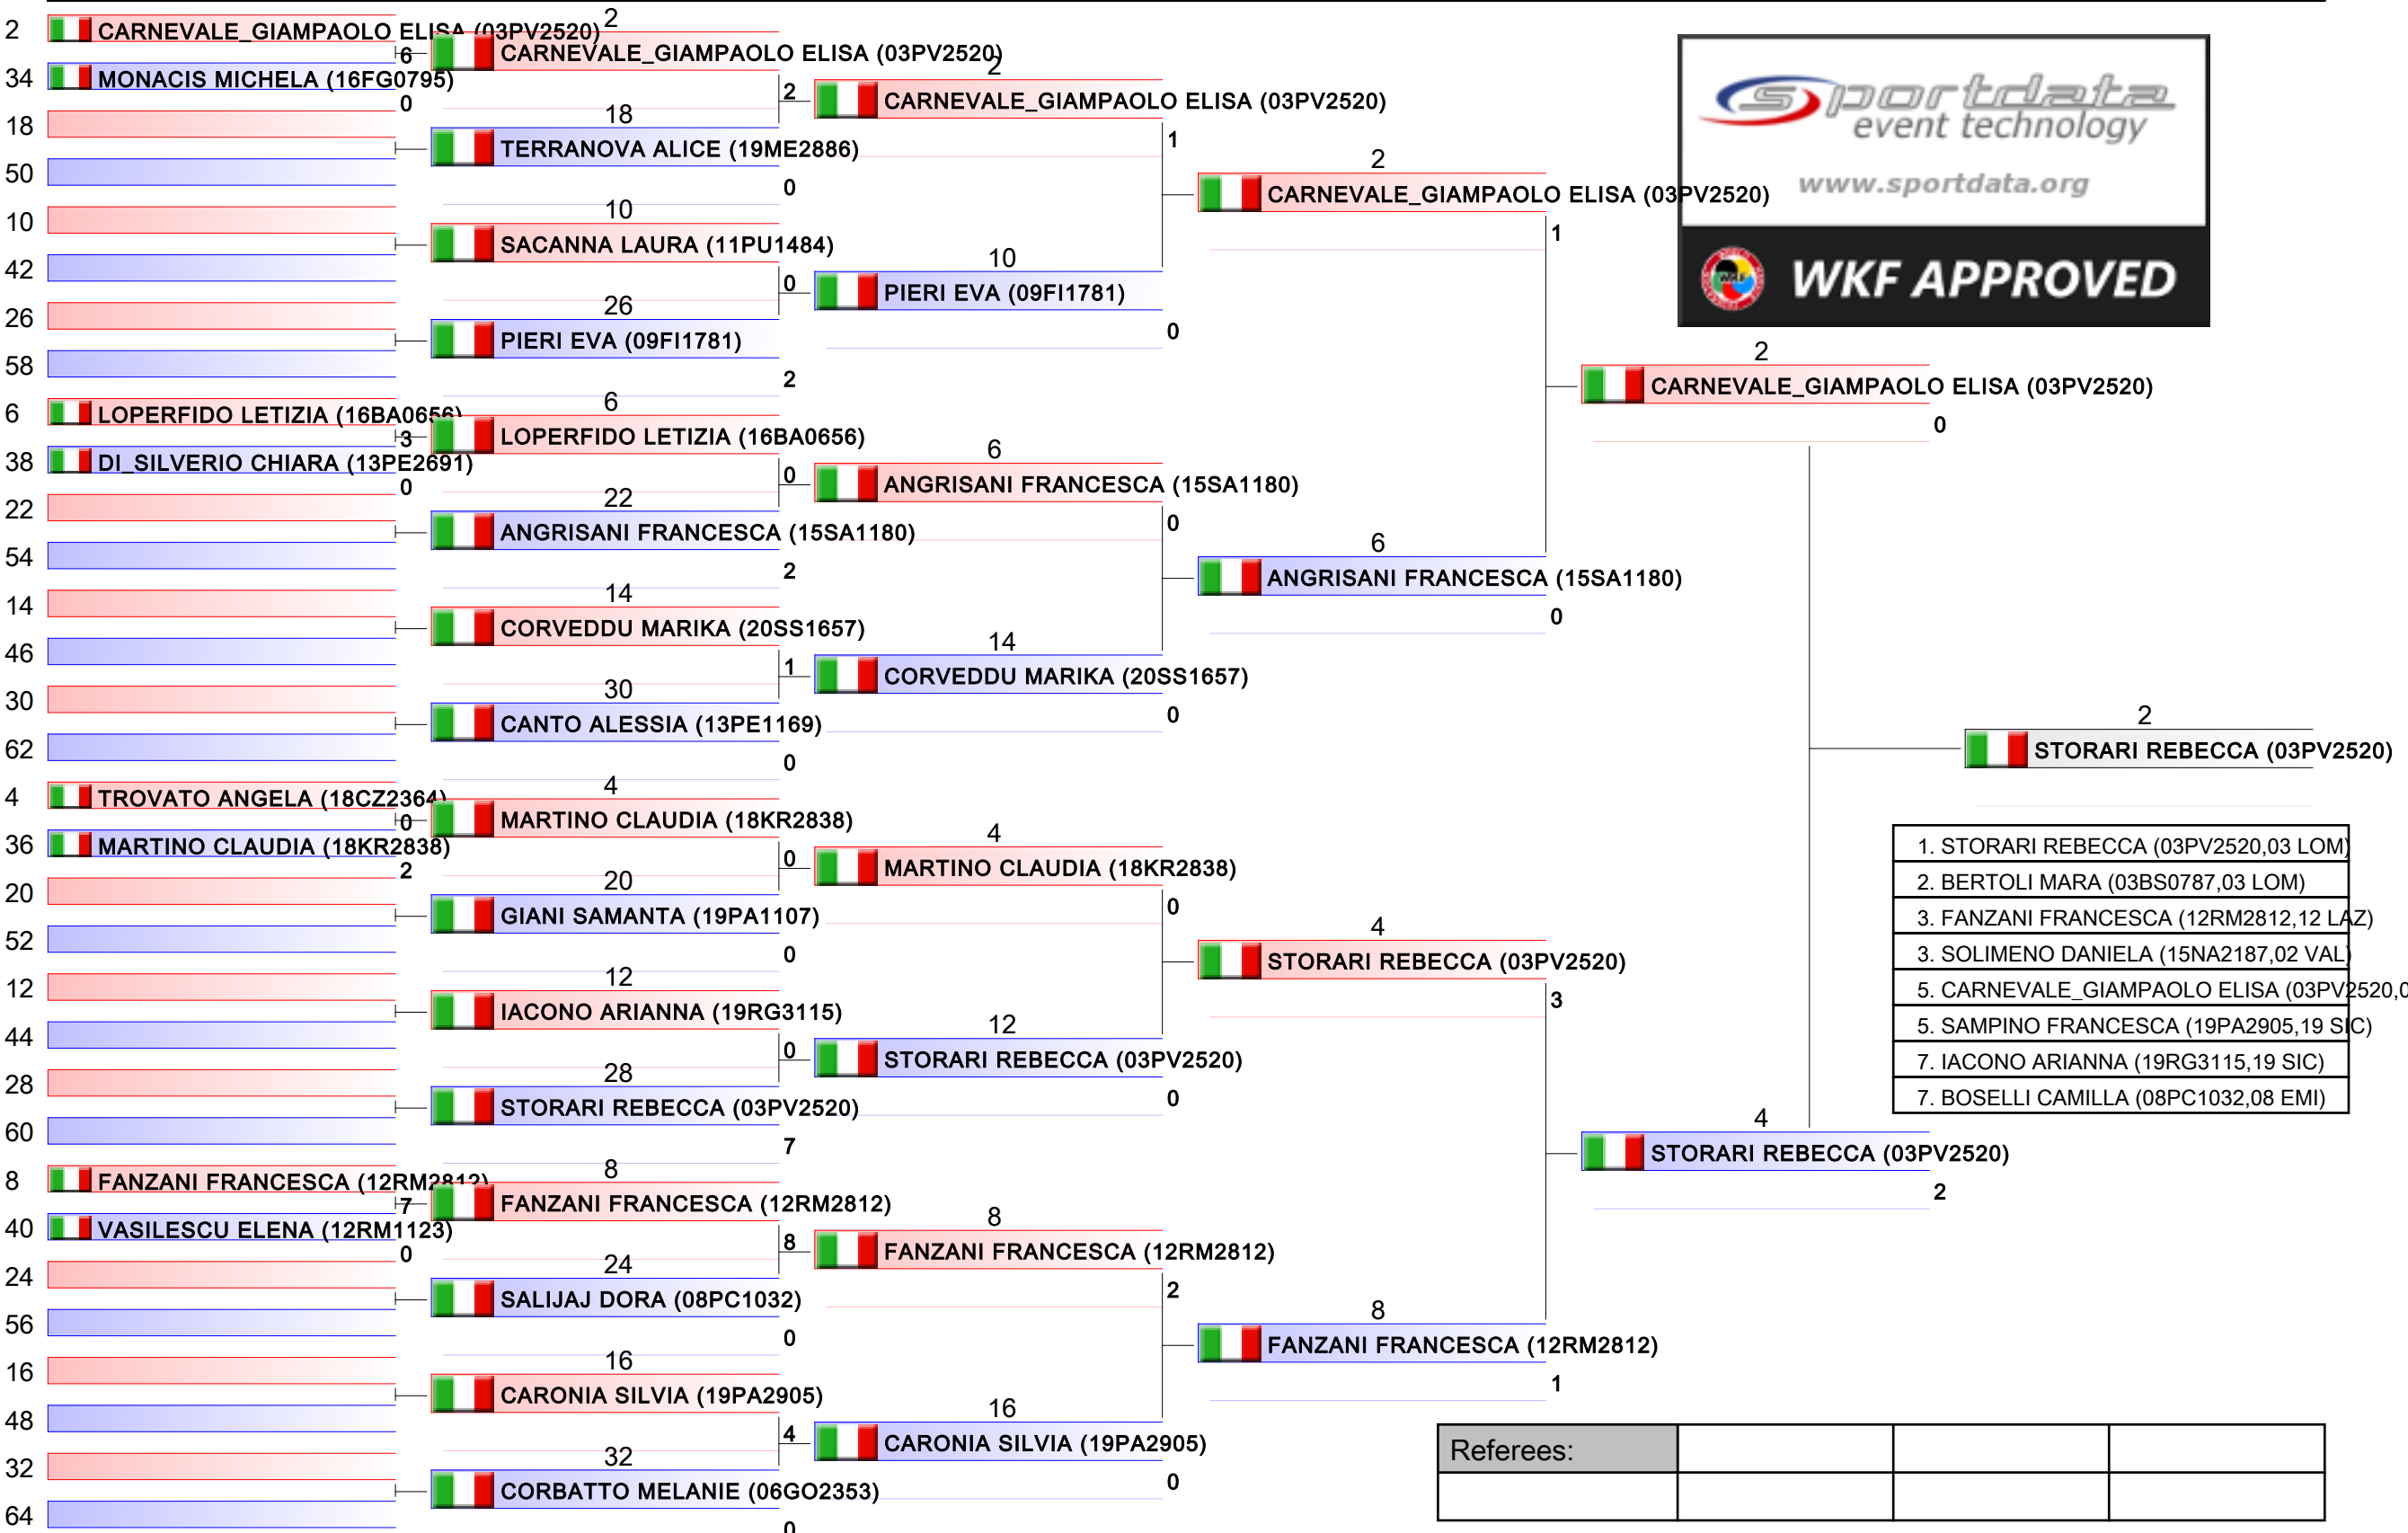 2 CARNEVALE_GIAMPAOLO ELISA (03PV2520)
6
34 MONACIS MICHELA (16FG0795)
0
18
50
10
42
26
58
6 LOPERFIDO LETIZIA (16BA0656)
3
38 DI_SILVERIO CHIARA (13PE2691)
0
22
54
14
46
30
62
4 TROVATO ANGELA (18CZ2364)
0
36 MARTINO CLAUDIA (18KR2838)
2
20
52
12
44
28
60
8 FANZANI FRANCESCA (12RM2812)
7
40 VASILESCU ELENA (12RM1123)
0
24
56
16
48
32
64
2
CARNEVALE_GIAMPAOLO ELISA (03PV2520)
2
18
TERRANOVA ALICE (19ME2886)
0
10
SACANNA LAURA (11PU1484)
0
26
PIERI EVA (09FI1781)
2
6
LOPERFIDO LETIZIA (16BA0656)
0
22
ANGRISANI FRANCESCA (15SA1180)
2
14
CORVEDDU MARIKA (20SS1657)
1
30
CANTO ALESSIA (13PE1169)
0
4
MARTINO CLAUDIA (18KR2838)
0
20
GIANI SAMANTA (19PA1107)
0
12
IACONO ARIANNA (19RG3115)
0
28
STORARI REBECCA (03PV2520)
7
8
FANZANI FRANCESCA (12RM2812)
8
24
SALIJAJ DORA (08PC1032)
0
16
CARONIA SILVIA (19PA2905)
4
32
CORBATTO MELANIE (06GO2353)
0
2
CARNEVALE_GIAMPAOLO ELISA (03PV2520)
1
10
PIERI EVA (09FI1781)
0
6
ANGRISANI FRANCESCA (15SA1180)
0
14
CORVEDDU MARIKA (20SS1657)
0
4
MARTINO CLAUDIA (18KR2838)
0
12
STORARI REBECCA (03PV2520)
0
8
FANZANI FRANCESCA (12RM2812)
2
16
CARONIA SILVIA (19PA2905)
0
2
CARNEVALE_GIAMPAOLO ELISA (03PV2520)
1
6
ANGRISANI FRANCESCA (15SA1180)
0
4
STORARI REBECCA (03PV2520)
3
8
FANZANI FRANCESCA (12RM2812)
1
sportdata
event technology
www.sportdata.org
WKF
WKF APPROVED
2
CARNEVALE_GIAMPAOLO ELISA (03PV2520)
0
4
STORARI REBECCA (03PV2520)
2
2
STORARI REBECCA (03PV2520)
1. STORARI REBECCA (03PV2520,03 LOM)
2. BERTOLI MARA (03BS0787,03 LOM)
3. FANZANI FRANCESCA (12RM2812,12 LAZ)
3. SOLIMENO DANIELA (15NA2187,02 VAL)
5. CARNEVALE_GIAMPAOLO ELISA (03PV2520,0
5. SAMPINO FRANCESCA (19PA2905,19 SIC)
7. IACONO ARIANNA (19RG3115,19 SIC)
7. BOSELLI CAMILLA (08PC1032,08 EMI)
Referees: